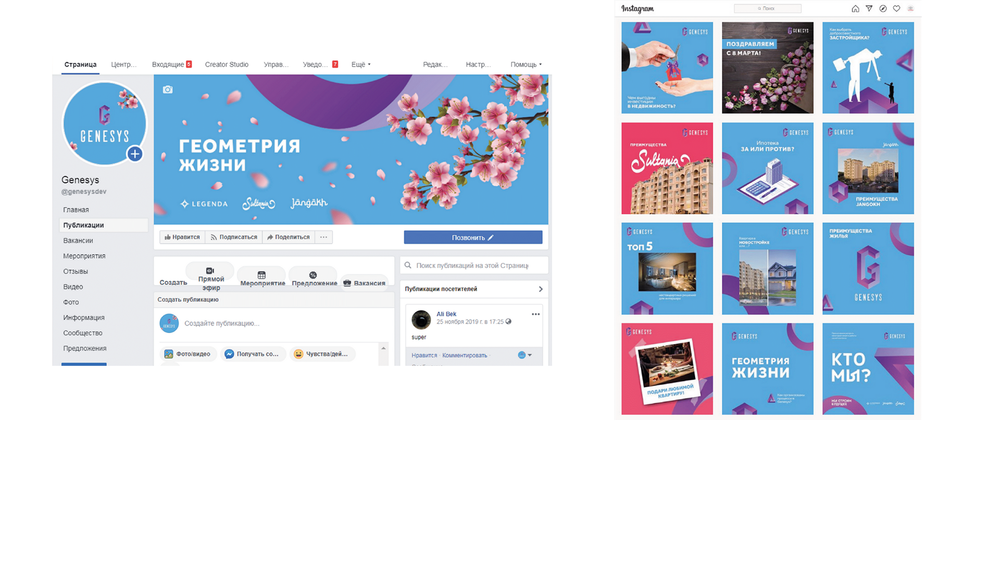 Страница
Центр...
Входящие 5
Creator Studio
Управ...
Уведо... 7
Ещё
Редак...
Настр...
Помощь
GENESYS
Genesys
@genesysdev
Главная
Публикации
Вакансии
Мероприятия
Отзывы
Видео
Фото
Информация
Сообщество
Предложения
ГЕОМЕТРИЯ
ЖИЗНИ
LEGENDA
Sultania
Jangakh
Нравится
Подписаться
Поделиться
Позвонить
Создать
Прямой
эфир
Мероприятие
Предложение
Вакансия
Создать публикацию
GENESYS
Создайте публикацию...
Фото/видео
Получать со...
Чувства/дей...
Поиск публикаций на этой Страниц
Публикации посетителей
Ali Bek
25 ноября 2019 г. в 17:25
super
Нравится · Комментировать ·
Instagram
Поиск
GENESYS
Чем выгодны
инвестиции
В НЕДВИЖИМОСТЬ?
GENESYS
ПОЗДРАВЛЯЕМ
С 8 МАРТА!
Как выбрать
добросовестного
ЗАСТРОЙЩИКА?
GENESYS
GENESYS
ПРЕИМУЩЕСТВА
Sultania
GENESYS
Ипотека
ЗА ИЛИ ПРОТИВ?
GENESYS
Jangakh
ПРЕИМУЩЕСТВА
JANGOKH
GENESYS
ТОП 5
нестандартных решений
для интерьера
GENESYS
Квартира в
НОВОСТРОЙКЕ
или ...?
ПРЕИМУЩЕСТВА
ЖИЛЬЯ
GENESYS
GENESYS
ПОДАРИ ЛЮБИМОЙ
КВАРТИРУ!
GENESYS
ГЕОМЕТРИЯ
ЖИЗНИ
Как организованы
процессы в
Genesys?
GENESYS
КТО
МЫ?
МЫ СТРОИМ
БУДУЩЕЕ